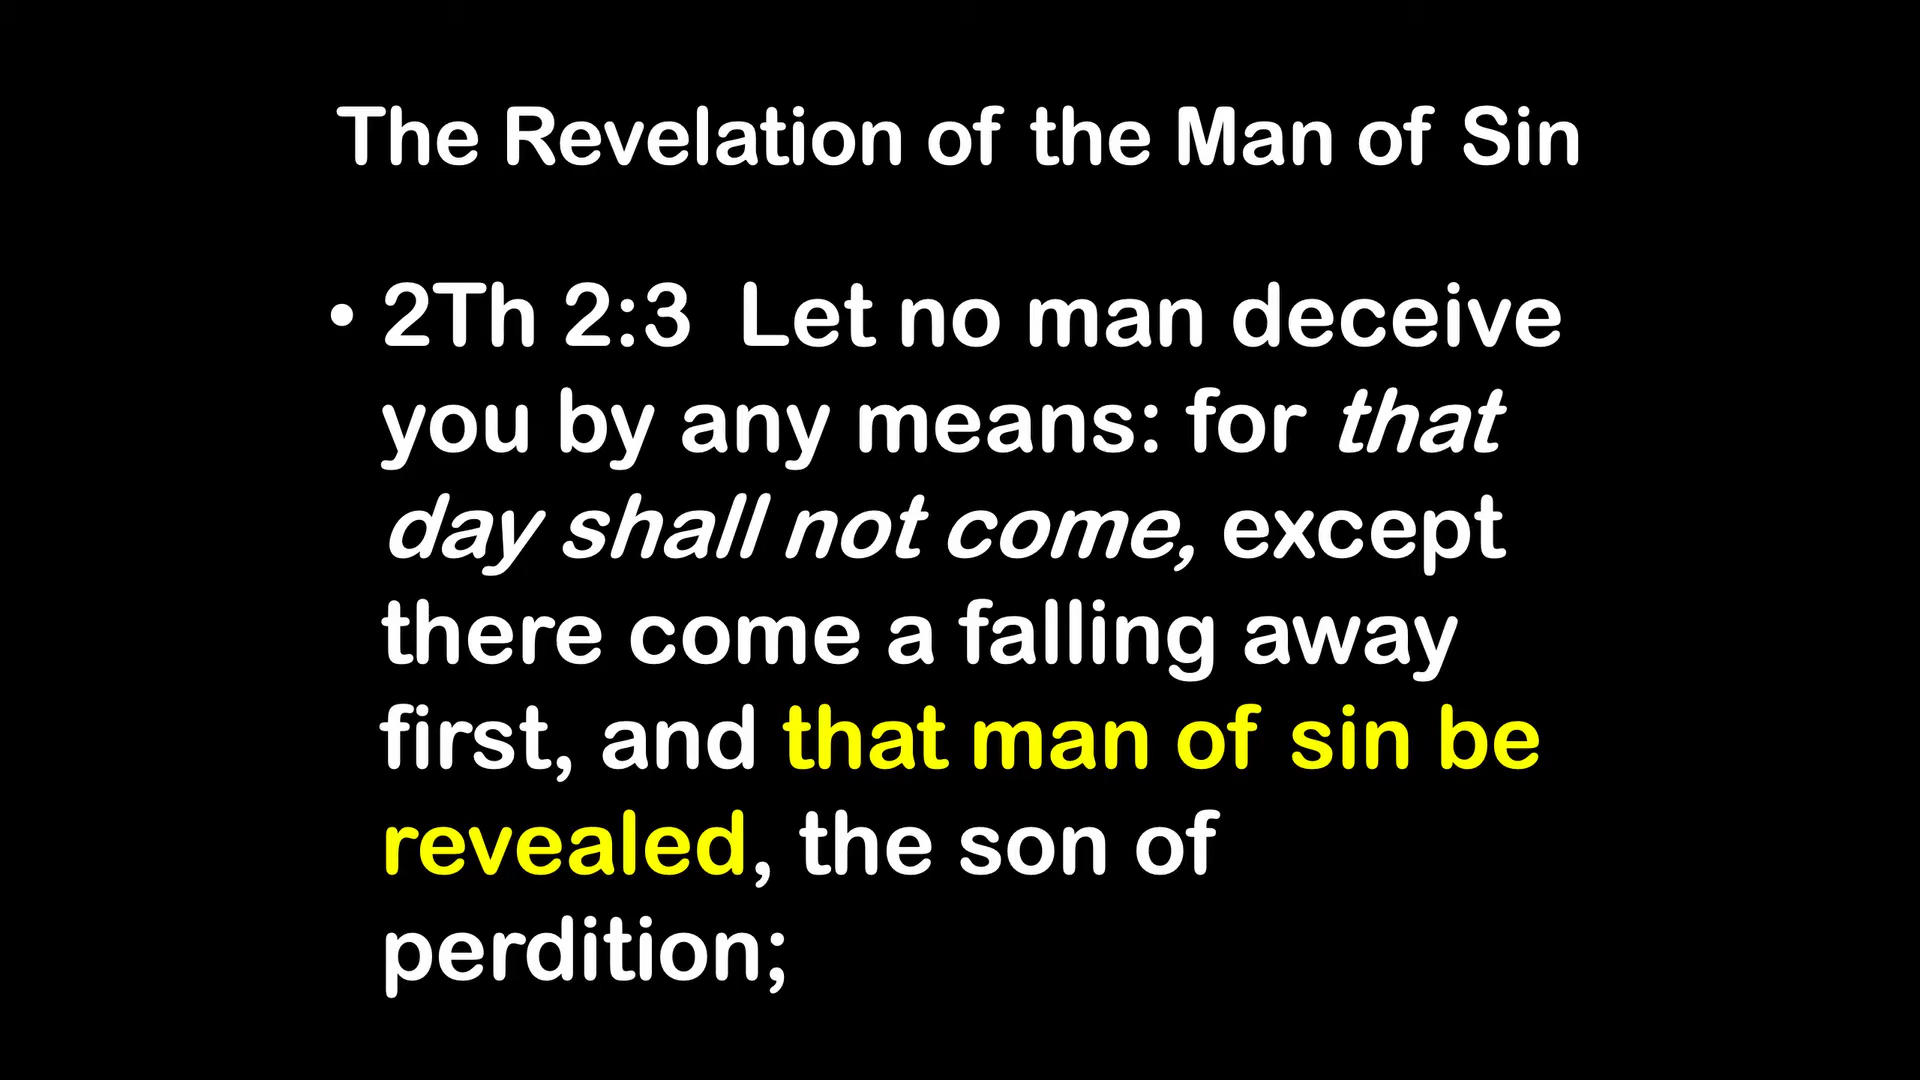 The Revelation of the Man of Sin
• 2Th 2:3  Let no man deceive
you by any means: for that
day shall not come, except
there come a falling away
first, and that man of sin be
revealed, the son of
perdition;